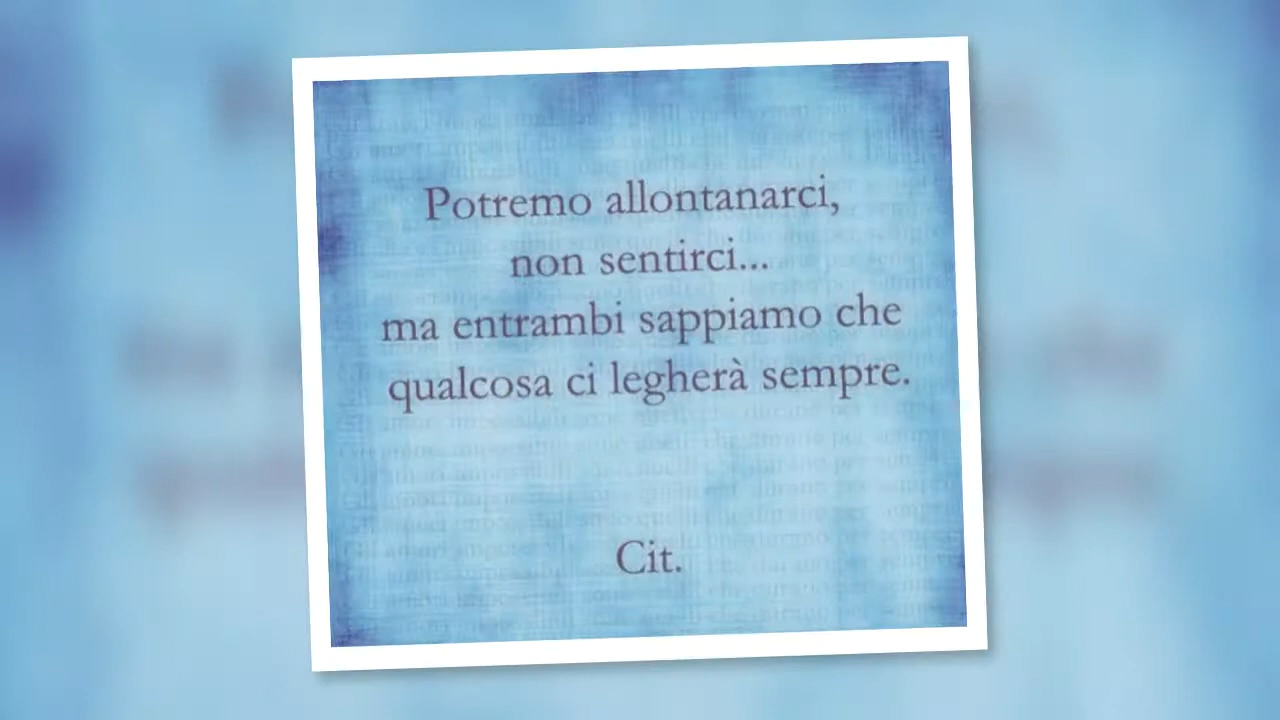 Potremo allontanarci,
non sentirci...
ma entrambi sappiamo che
qualcosa ci legherà sempre.
Cit.